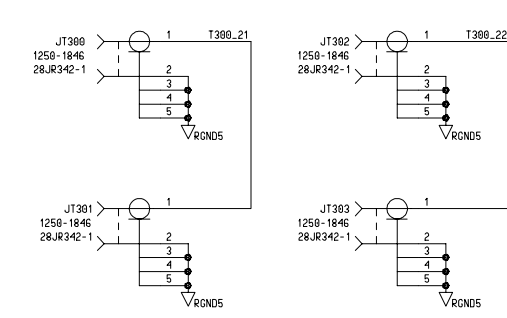 JT300 1 T300_21
1250-1846
28JR342-1 2
3
4
5
RGND5
JT302 1 T300_22
1250-1846
28JR342-1 2
3
4
5
RGND5
JT301 1
1250-1846
28JR342-1 2
3
4
5
RGND5
JT303 1
1250-1846
28JR342-1 2
3
4
5
RGND5